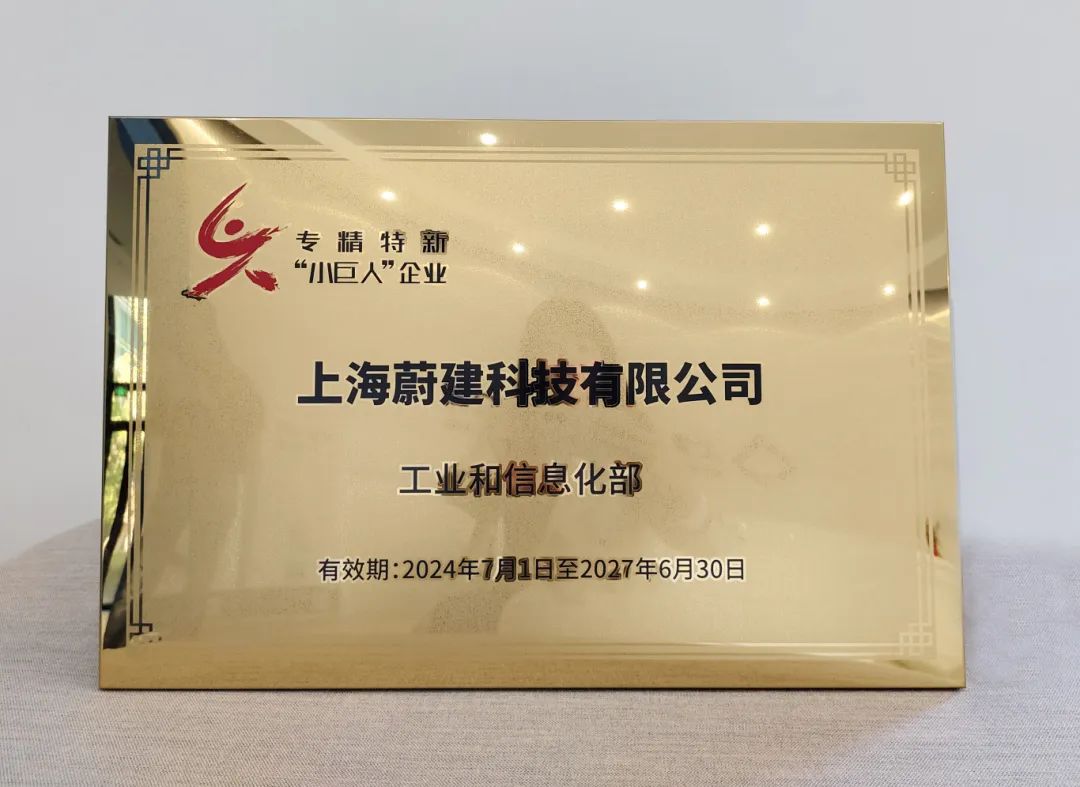 专精特新
“小巨人”企业
上海蔚建科技有限公司
工业和信息化部
有效期:2024年7月1日至2027年6月30日